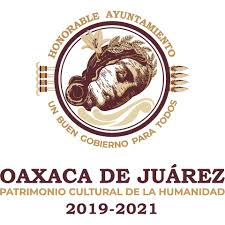 HONORABLE AYUNTAMIENTO
UN BUEN GOBIERNO PARA TODOS
OAXACA DE JUÁREZ
PATRIMONIO CULTURAL DE LA HUMANIDAD
2019-2021